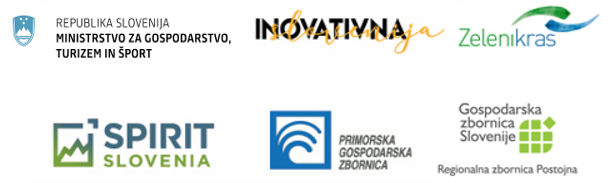 REPUBLIKA SLOVENIJA
MINISTRSTVO ZA GOSPODARSTVO,
TURIZEM IN ŠPORT
INOVATIVNA
slovenija
Zelenikras
SPIRIT
SLOVENIA
PRIMORSKA
GOSPODARSKA
ZBORNICA
Gospodarska
zbornica
Slovenije
Regionalna zbornica Postojna